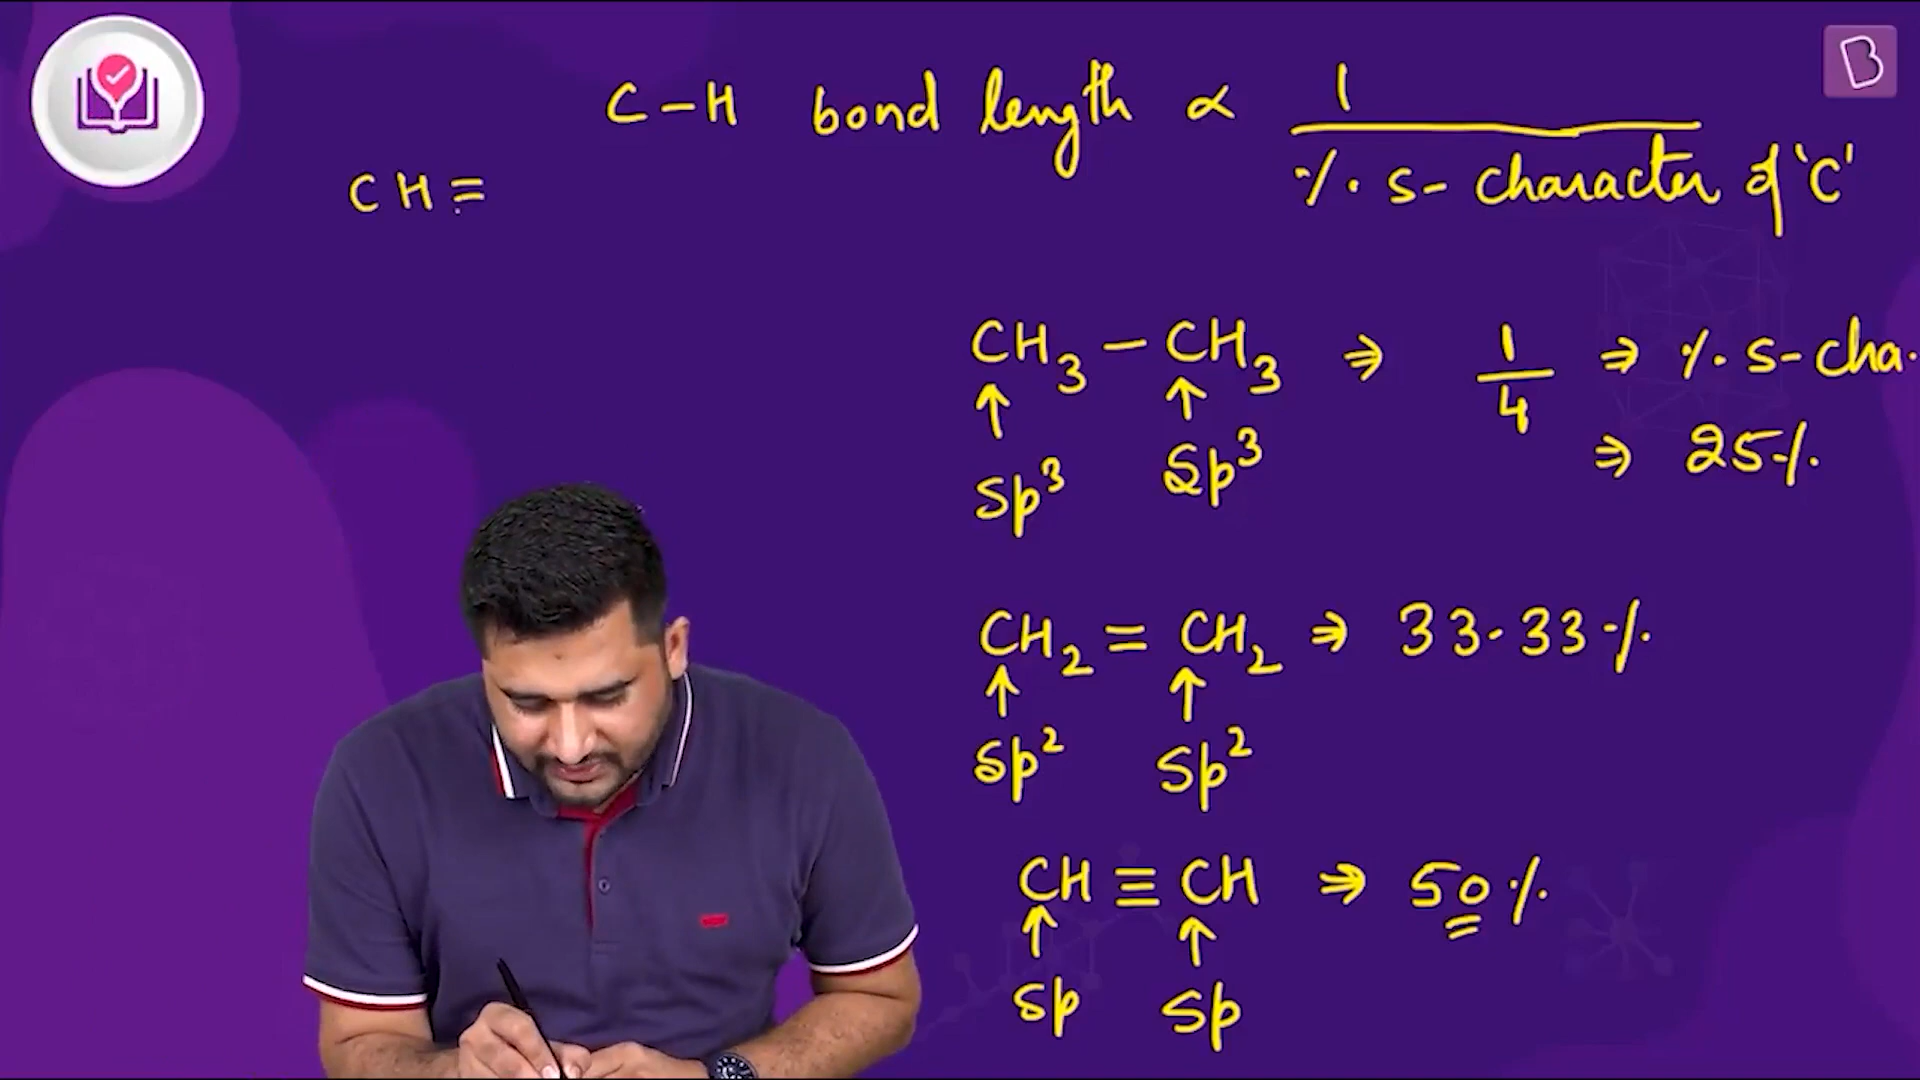 C-H bond length ∝ 1
% s-character of 'C'
CH≡
CH3-CH3 ⇒ 1/4 ⇒ % s-cha.
↑ ↑
Sp³ Sp³ ⇒ 25%
CH2=CH2 ⇒ 33.33%
↑ ↑
Sp² Sp²
CH≡CH ⇒ 50%
↑ ↑
Sp Sp
B